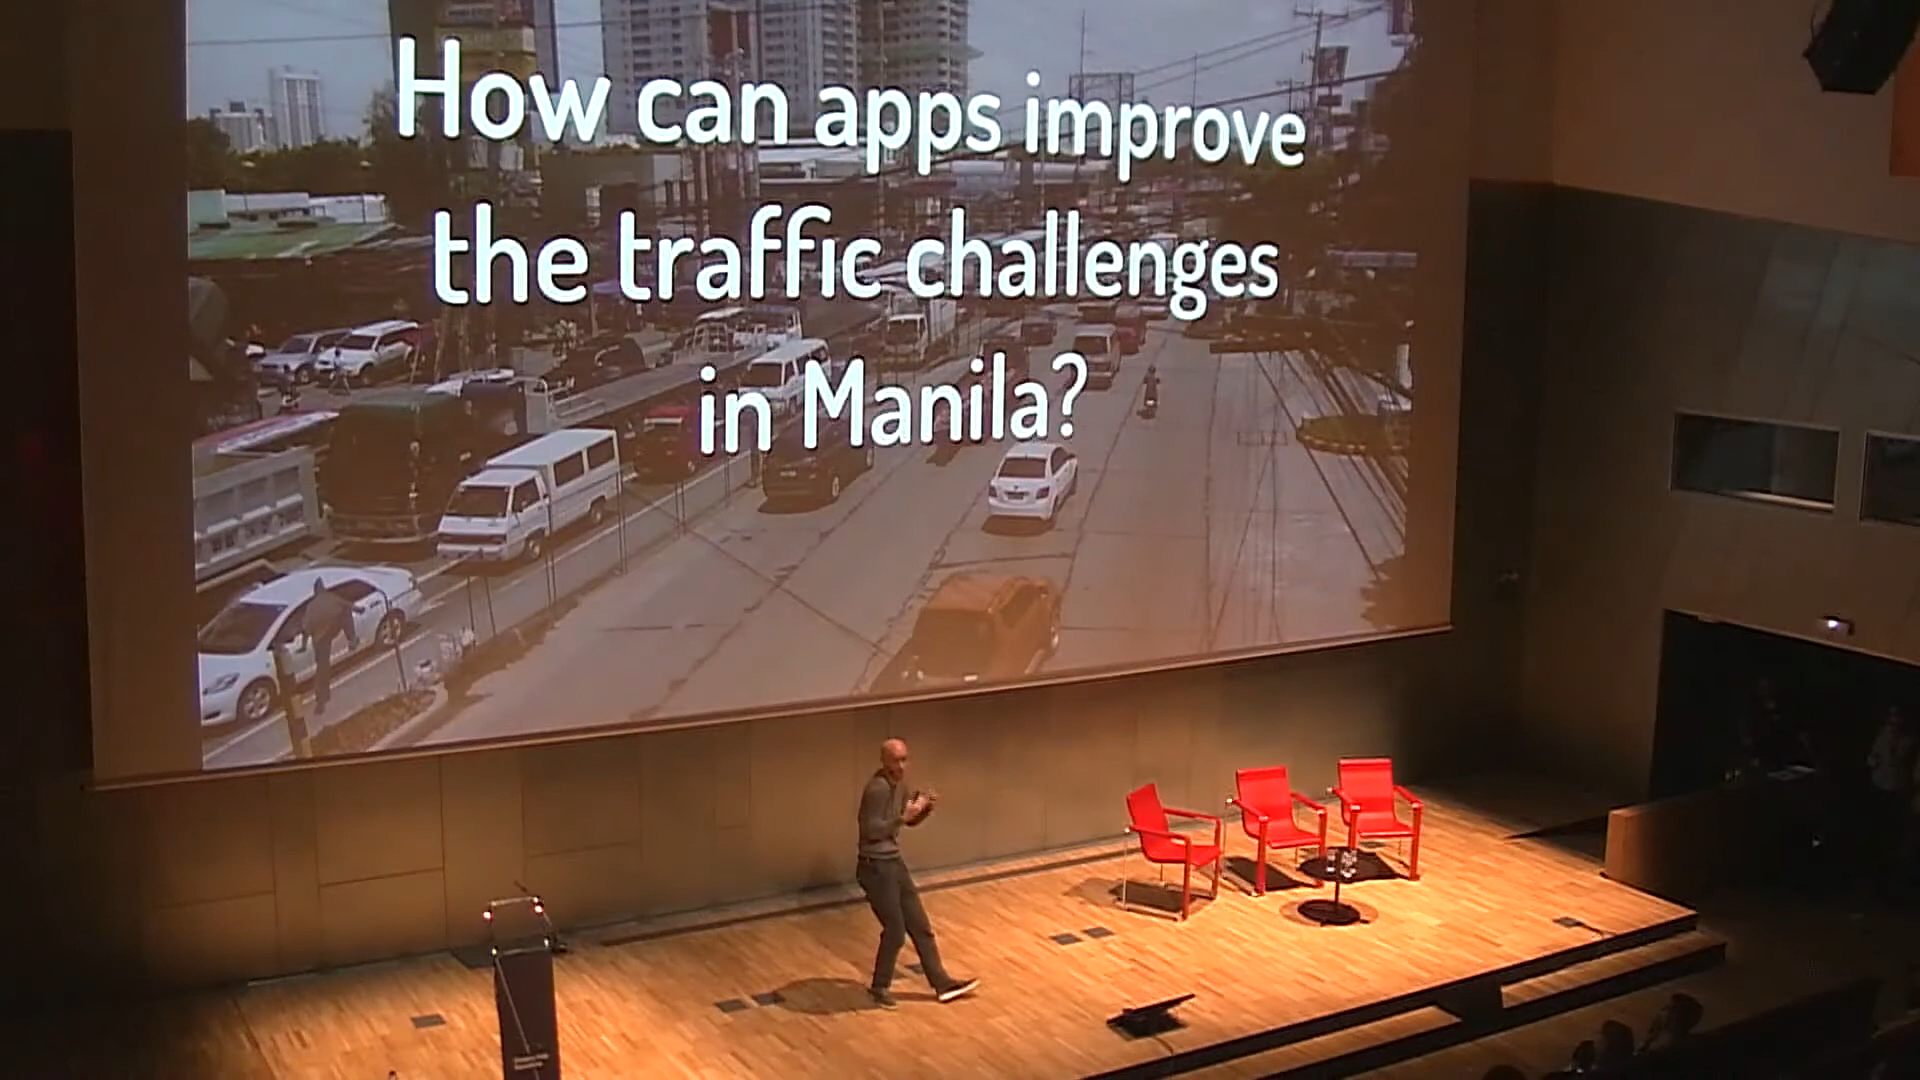 How can apps improve
the traffic challenges
in Manila?